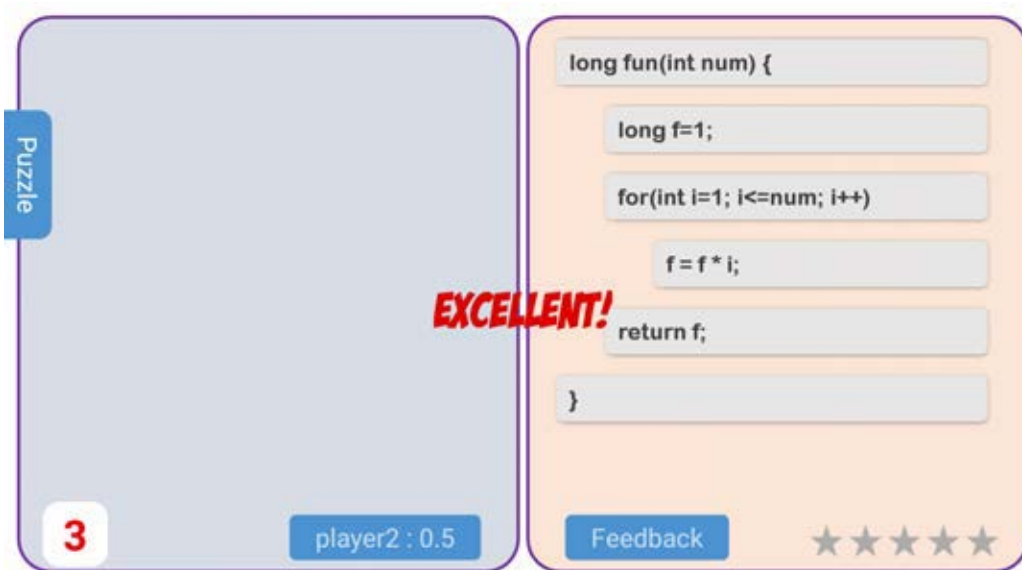 Puzzle
3
player2 : 0.5
EXCELLENT!
long fun(int num) {
long f=1;
for(int i=1; i<=num; i++)
f = f * i;
return f;
}
Feedback